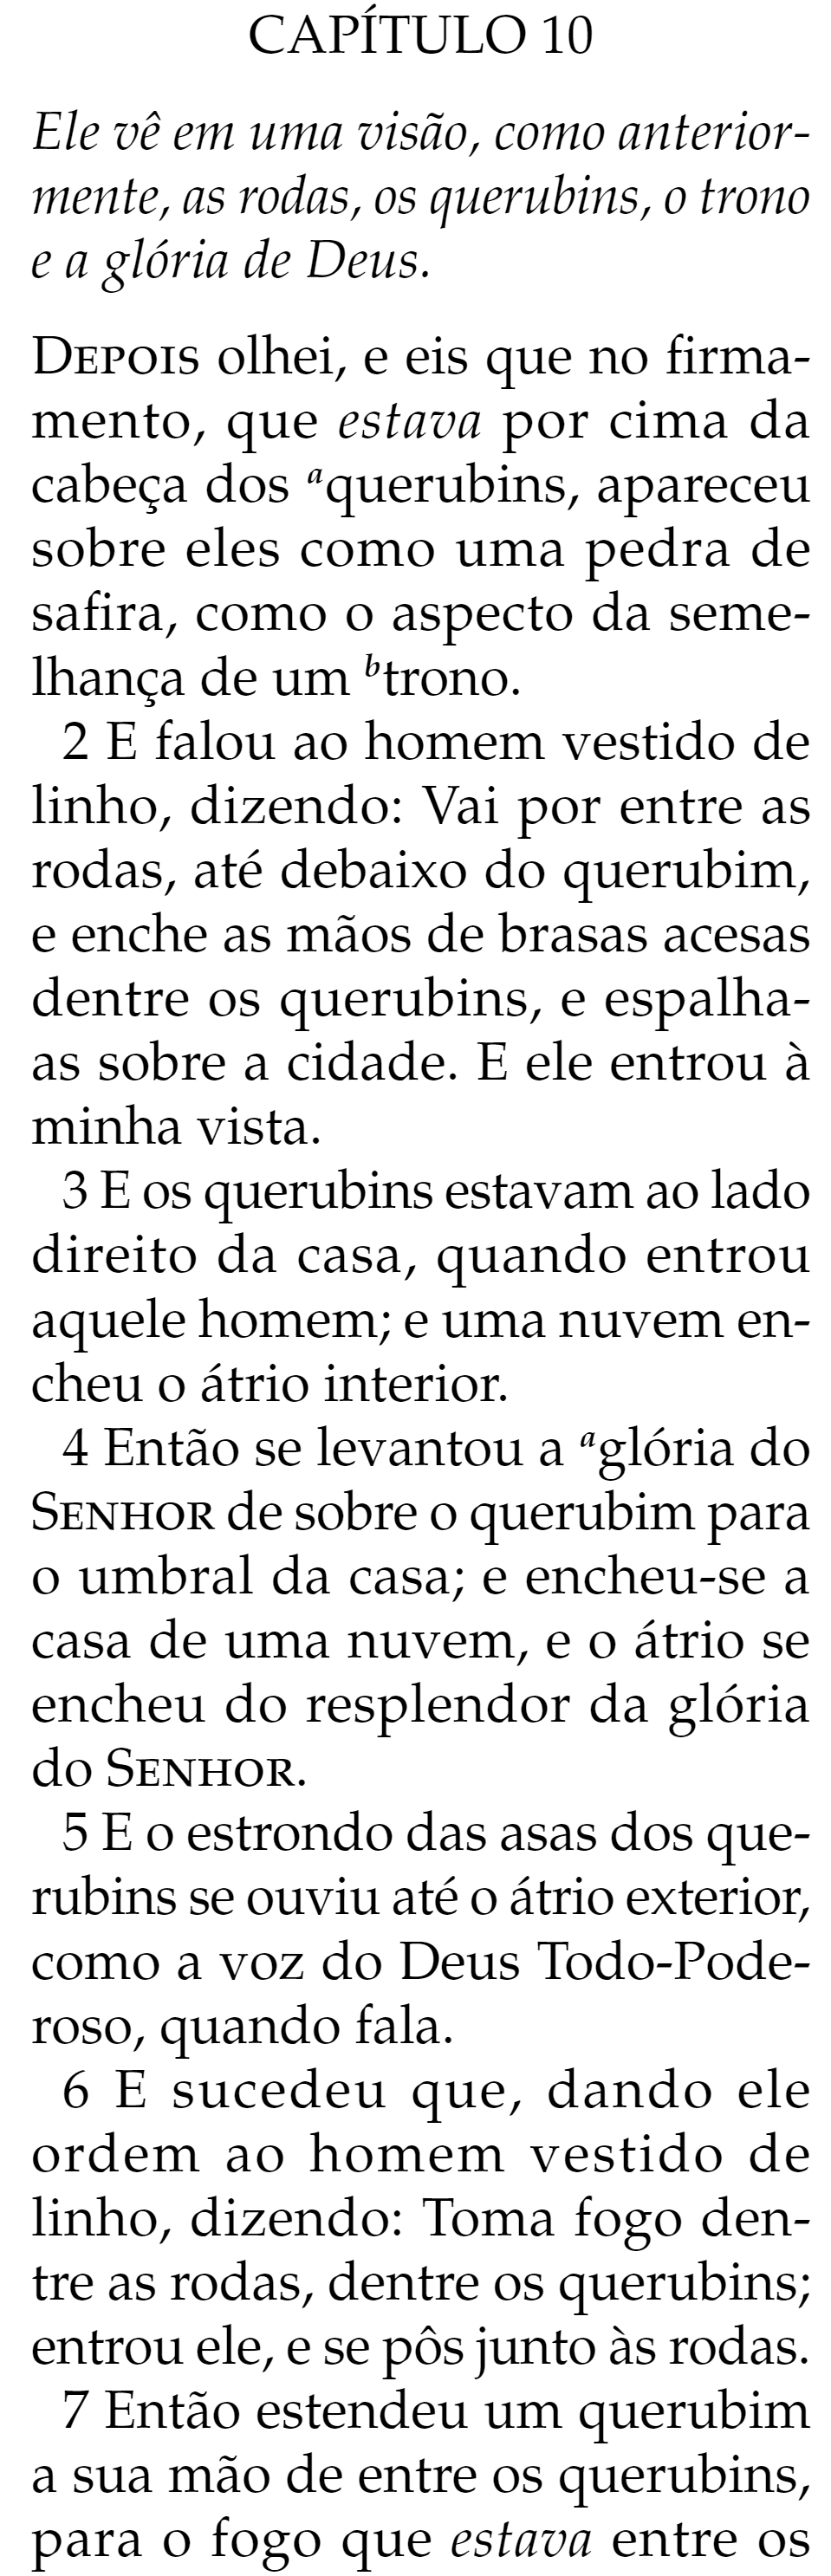 CAPÍTULO 10
Ele vê em uma visão, como anterior-
mente, as rodas, os querubins, o trono
e a glória de Deus.
DEPOIS olhei, e eis que no firma-
mento, que estava por cima da
cabeça dos ᵃquerubins, apareceu
sobre eles como uma pedra de
safira, como o aspecto da seme-
lhança de um ᵇtrono.
2 E falou ao homem vestido de
linho, dizendo: Vai por entre as
rodas, até debaixo do querubim,
e enche as mãos de brasas acesas
dentre os querubins, e espalha-
as sobre a cidade. E ele entrou à
minha vista.
3 E os querubins estavam ao lado
direito da casa, quando entrou
aquele homem; e uma nuvem en-
cheu o átrio interior.
4 Então se levantou a ᵃglória do
SENHOR de sobre o querubim para
o umbral da casa; e encheu-se a
casa de uma nuvem, e o átrio se
encheu do resplendor da glória
do SENHOR.
5 E o estrondo das asas dos que-
rubins se ouviu até o átrio exterior,
como a voz do Deus Todo-Pode-
roso, quando fala.
6 E sucedeu que, dando ele
ordem ao homem vestido de
linho, dizendo: Toma fogo den-
tre as rodas, dentre os querubins;
entrou ele, e se pôs junto às rodas.
7 Então estendeu um querubim
a sua mão de entre os querubins,
para o fogo que estava entre os